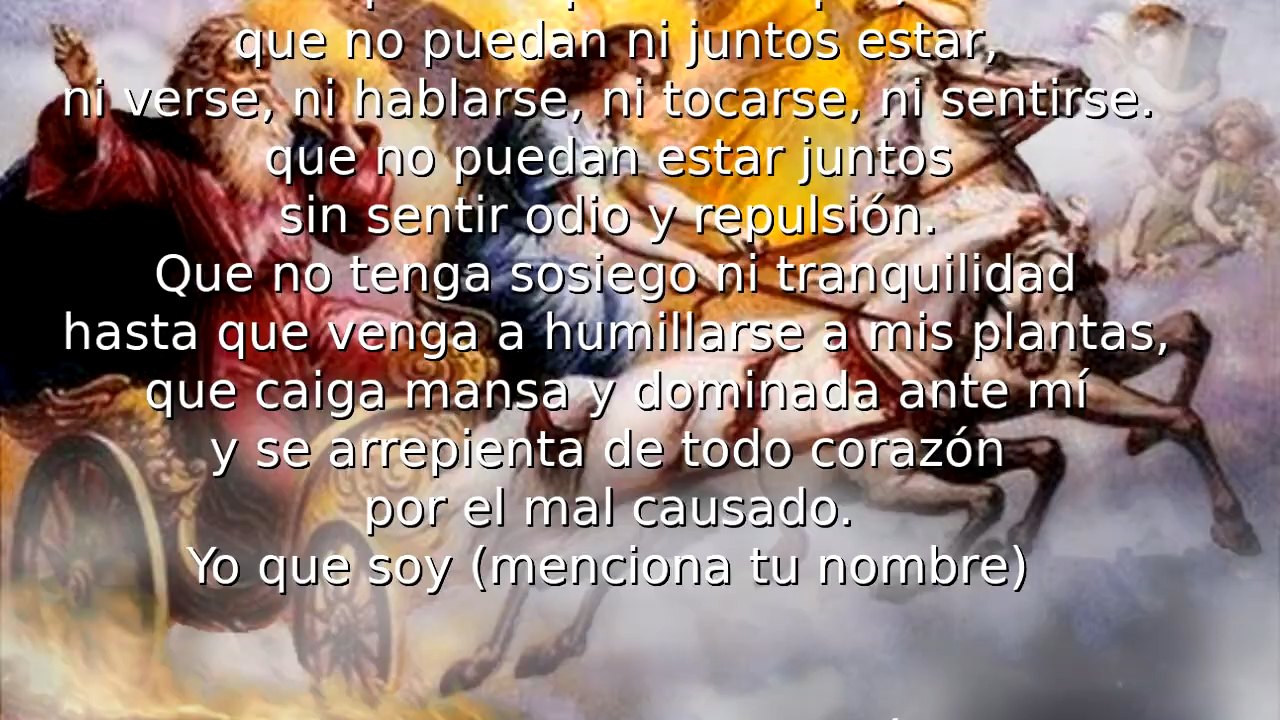 que no puedan ni juntos estar,
ni verse, ni hablarse, ni tocarse, ni sentirse.
que no puedan estar juntos
sin sentir odio y repulsión.
Que no tenga sosiego ni tranquilidad
hasta que venga a humillarse a mis plantas,
que caiga mansa y dominada ante mí
y se arrepienta de todo corazón
por el mal causado.
Yo que soy (menciona tu nombre)